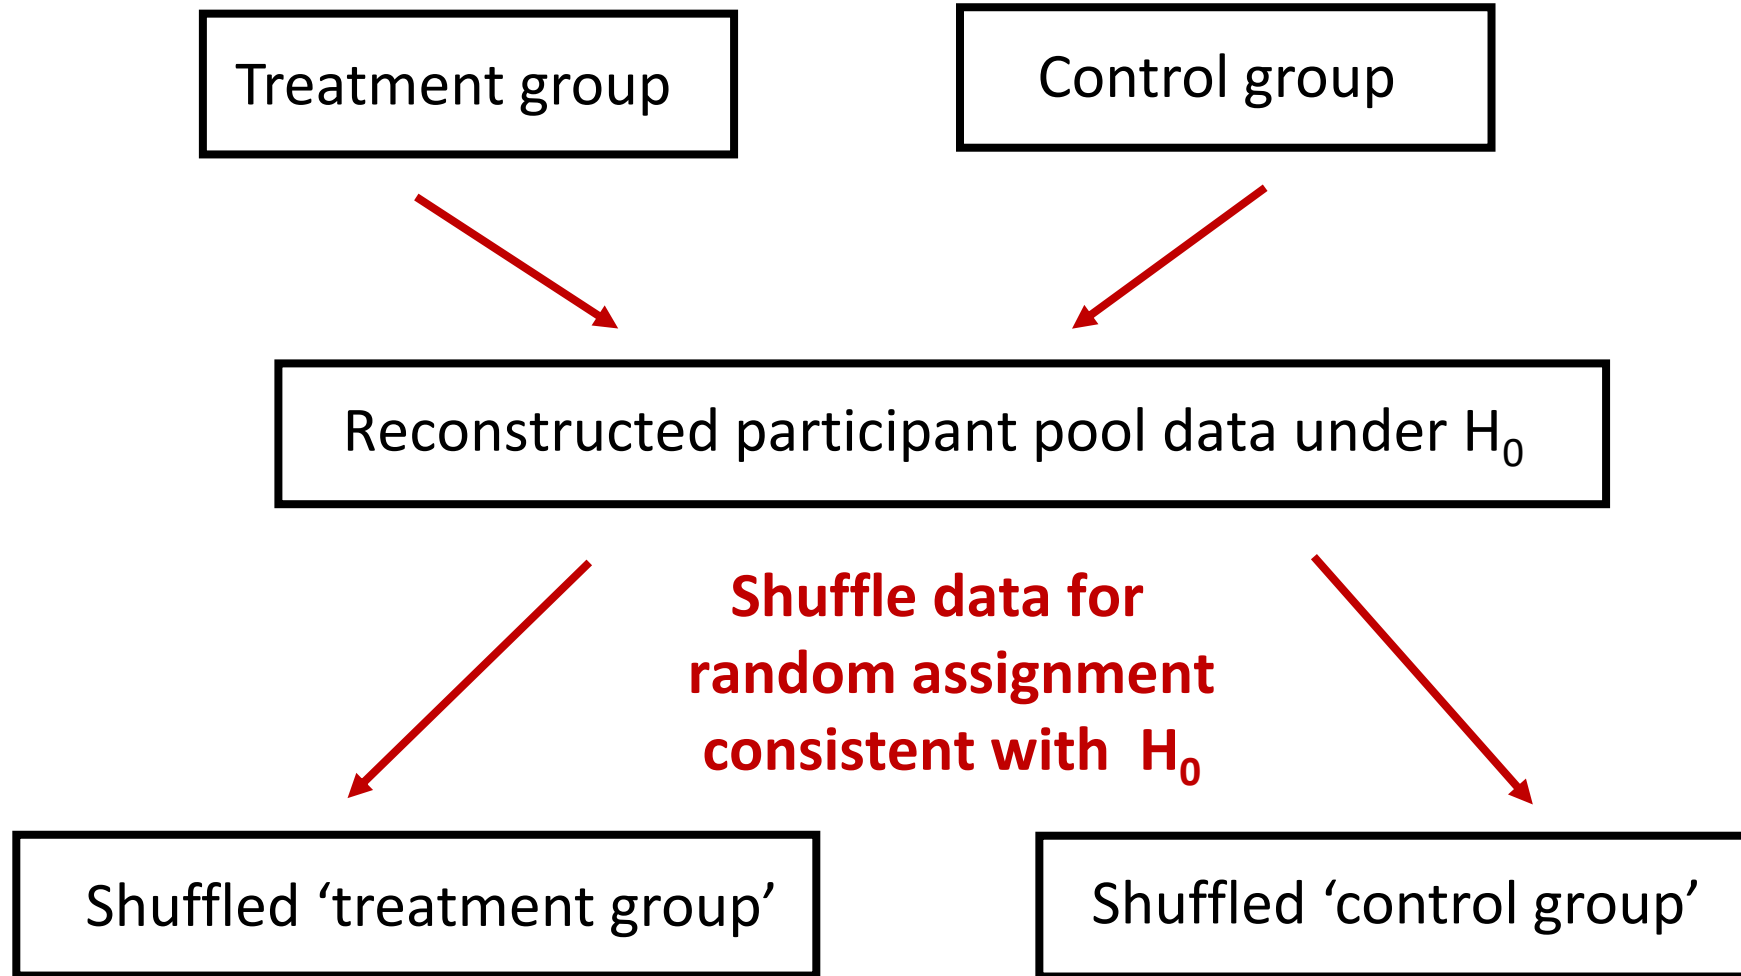 Treatment group
Control group
Reconstructed participant pool data under H₀
Shuffle data for
random assignment
consistent with H₀
Shuffled ‘treatment group’
Shuffled ‘control group’